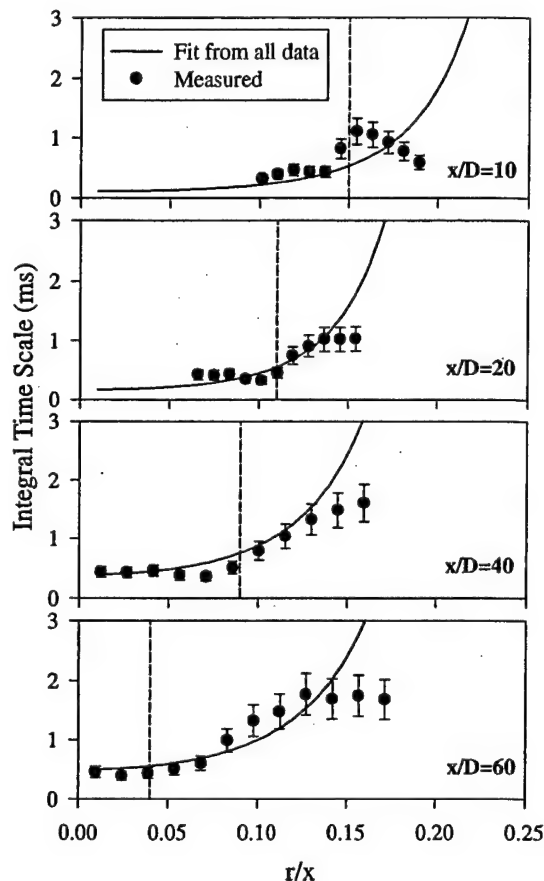 3
Fit from all data
Measured
2
1
0
x/D=10
3
2
1
0
x/D=20
Integral Time Scale (ms)
3
2
1
0
x/D=40
3
2
1
0
x/D=60
0.00 0.05 0.10 0.15 0.20 0.25
r/x